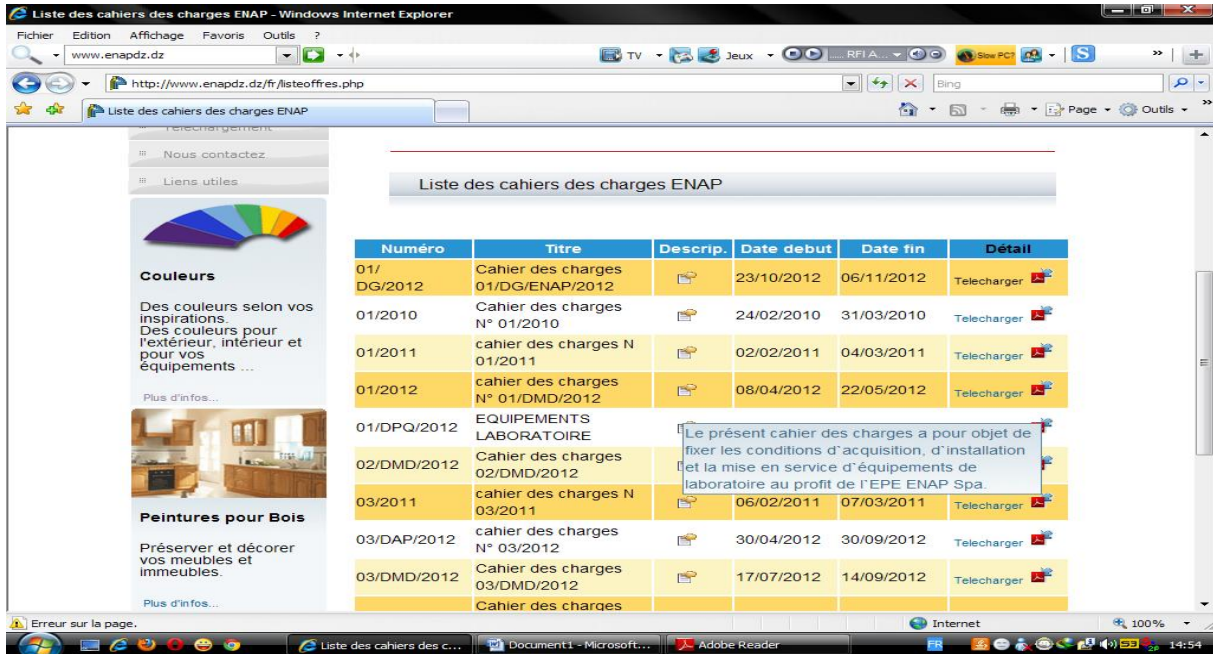 Liste des cahiers des charges ENAP - Windows Internet Explorer
Fichier Edition Affichage Favoris Outils ?
www.enapdz.dz TV Jeux RFI A... Slow PC? S »
http://www.enapdz.dz/fr/listeoffres.php Bing
Liste des cahiers des charges ENAP Page Outils »
Telechargement
Nous contactez
Liens utiles
Couleurs
Des couleurs selon vos
inspirations.
Des couleurs pour
l'extérieur, intérieur et
pour vos
équipements ...
Plus d'infos...
Peintures pour Bois
Préserver et décorer
vos meubles et
immeubles.
Plus d'infos...
Liste des cahiers des charges ENAP
Numéro Titre Descrip. Date debut Date fin Détail
01/
DG/2012
Cahier des charges
01/DG/ENAP/2012
23/10/2012 06/11/2012 Telecharger
01/2010
Cahier des charges
N° 01/2010
24/02/2010 31/03/2010 Telecharger
01/2011
cahier des charges N
01/2011
02/02/2011 04/03/2011 Telecharger
01/2012
cahier des charges
N° 01/DMD/2012
08/04/2012 22/05/2012 Telecharger
01/DPQ/2012
EQUIPEMENTS
LABORATOIRE
Le présent cahier des charges a pour objet de
fixer les conditions d`acquisition, d`installation
et la mise en service d`équipements de
laboratoire au profit de l`EPE ENAP Spa.
02/DMD/2012
Cahier des charges
02/DMD/2012
03/2011
cahier des charges N
03/2011
06/02/2011 07/03/2011 Telecharger
03/DAP/2012
cahier des charges
N° 03/2012
30/04/2012 30/09/2012 Telecharger
03/DMD/2012
Cahier des charges
03/DMD/2012
17/07/2012 14/09/2012 Telecharger
Cahier des charges
Erreur sur la page. Internet 100%
Liste des cahiers des c... Document1 - Microsoft... Adobe Reader FR 53 14:54